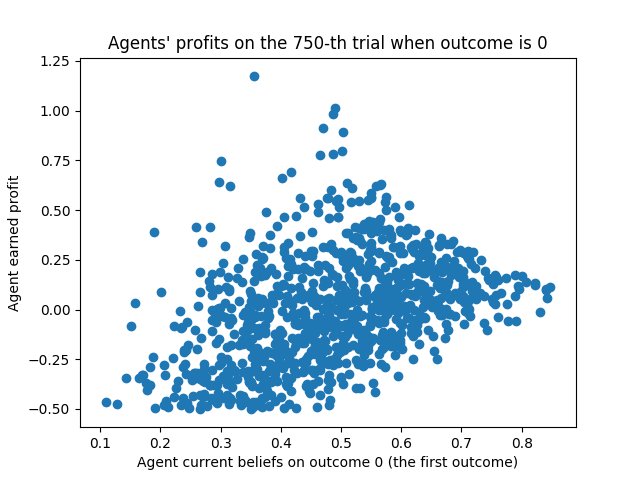 Agents' profits on the 750-th trial when outcome is 0
Agent earned profit
1.25
1.00
0.75
0.50
0.25
0.00
−0.25
−0.50
0.1 0.2 0.3 0.4 0.5 0.6 0.7 0.8
Agent current beliefs on outcome 0 (the first outcome)